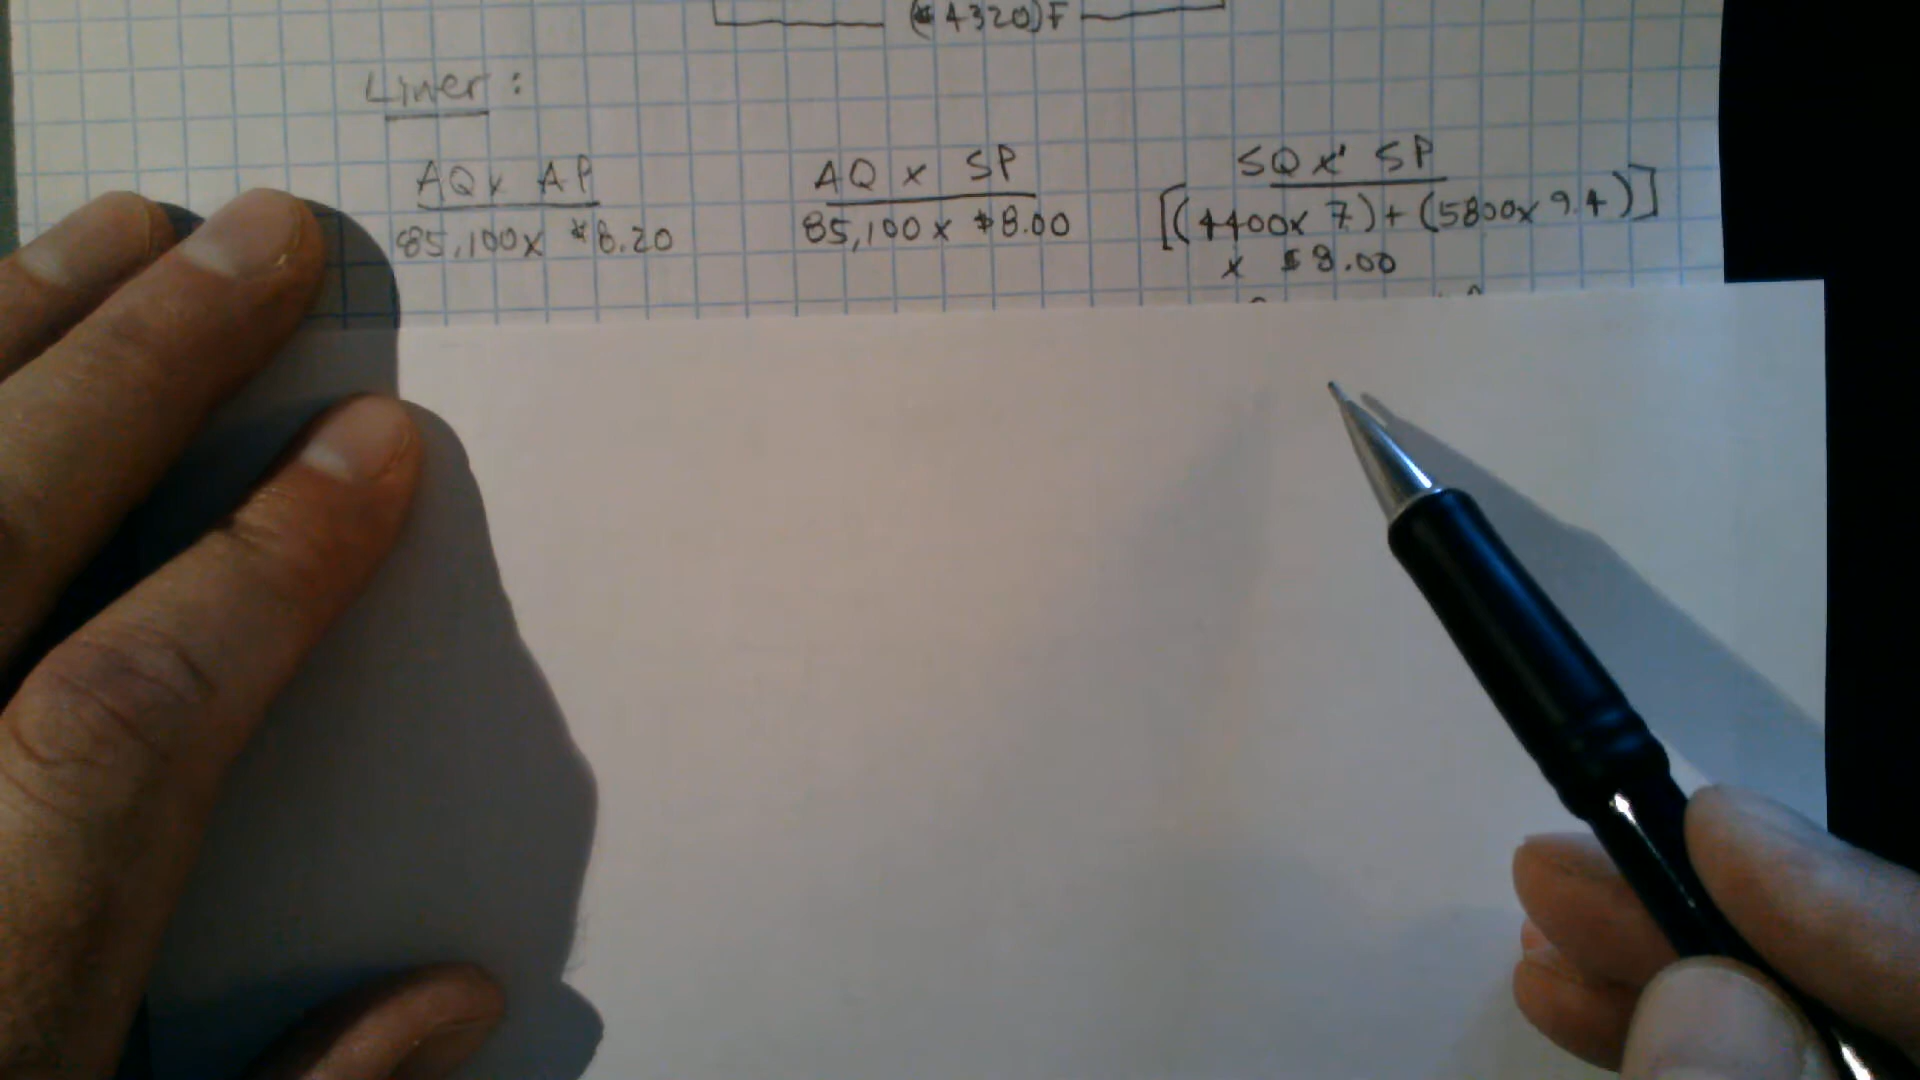 ($4320)F
Liner :
AQ x AP
AQ x SP
SQ x SP
85,100 x $8.20
85,100 x $8.00
[(4400 x 7) + (5800 x 9.4)]
x $8.00